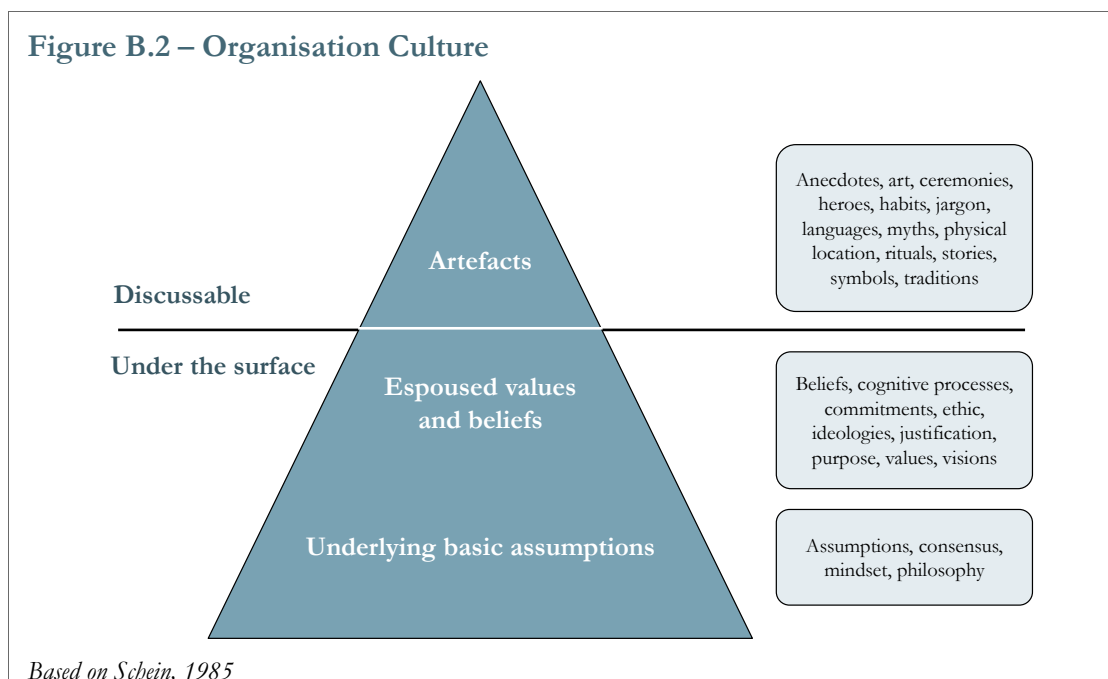 Figure B.2 – Organisation Culture
Anecdotes, art, ceremonies,
heroes, habits, jargon,
languages, myths, physical
location, rituals, stories,
symbols, traditions
Artefacts
Discussable
Under the surface
Espoused values
and beliefs
Beliefs, cognitive processes,
commitments, ethic,
ideologies, justification,
purpose, values, visions
Underlying basic assumptions
Assumptions, consensus,
mindset, philosophy
Based on Schein, 1985